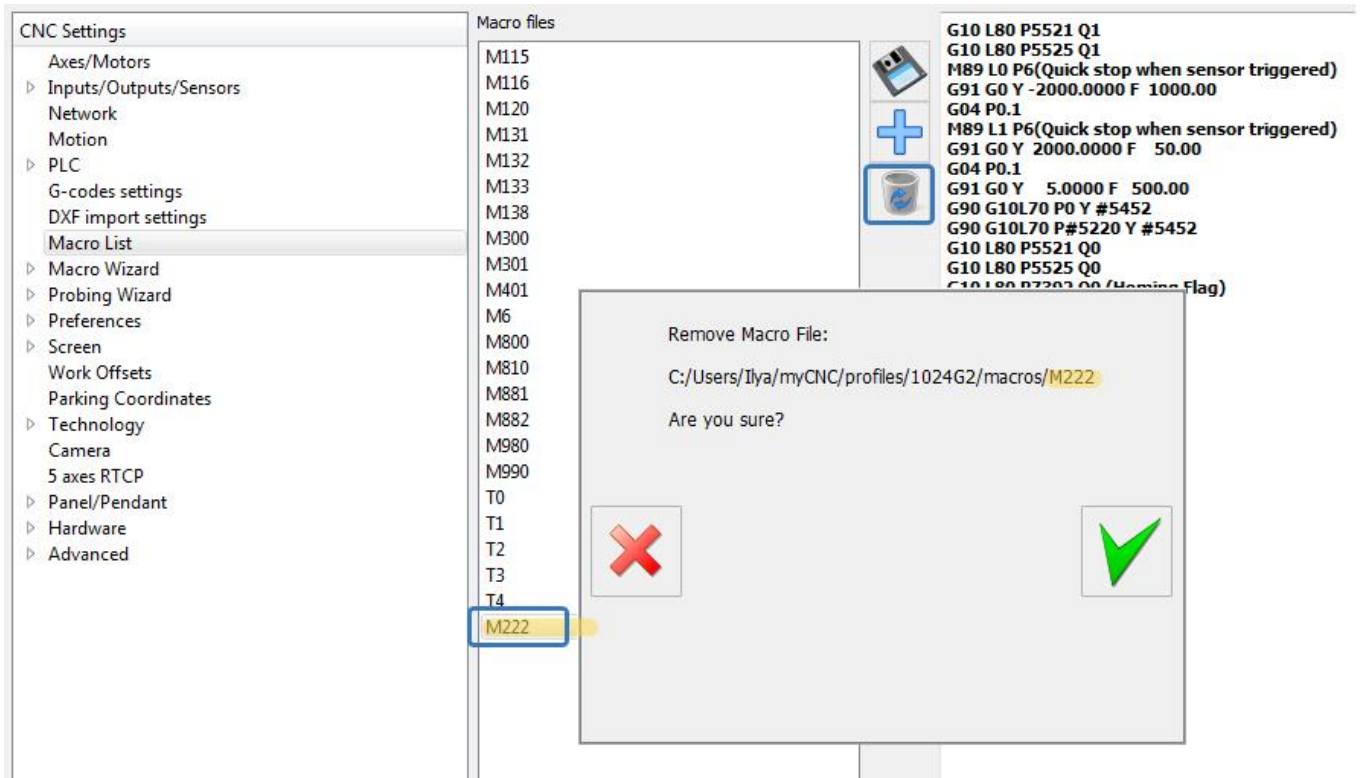 CNC Settings
Axes/Motors
Inputs/Outputs/Sensors
Network
Motion
PLC
G-codes settings
DXF import settings
Macro List
Macro Wizard
Probing Wizard
Preferences
Screen
Work Offsets
Parking Coordinates
Technology
Camera
5 axes RTCP
Panel/Pendant
Hardware
Advanced
Macro files
M115
M116
M120
M131
M132
M133
M138
M300
M301
M401
M6
M800
M810
M881
M882
M980
M990
T0
T1
T2
T3
T4
M222
G10 L80 P5521 Q1
G10 L80 P5525 Q1
M89 L0 P6(Quick stop when sensor triggered)
G91 G0 Y -2000.0000 F 1000.00
G04 P0.1
M89 L1 P6(Quick stop when sensor triggered)
G91 G0 Y 2000.0000 F 50.00
G04 P0.1
G91 G0 Y 5.0000 F 500.00
G90 G10L70 P0 Y #5452
G90 G10L70 P#5220 Y #5452
G10 L80 P5521 Q0
G10 L80 P5525 Q0
G10 L80 P7392 Q0 (Homing Flag)
Remove Macro File:
C:/Users/Ilya/myCNC/profiles/1024G2/macros/M222
Are you sure?